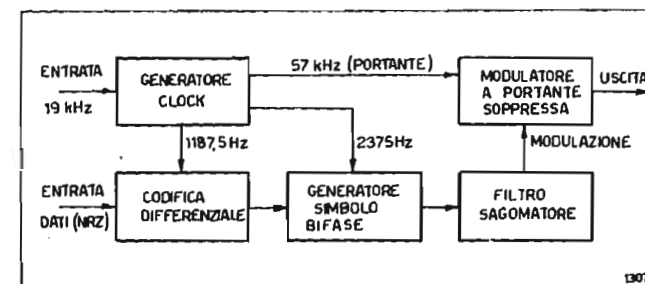 ENTRATA
19 kHz
GENERATORE
CLOCK
57 kHz (PORTANTE)
MODULATORE
A PORTANTE
SOPPRESSA
USCITA
1187,5 Hz
2375Hz
MODULAZIONE
ENTRATA
DATI (NRZ)
CODIFICA
DIFFERENZIALE
GENERATORE
SIMBOLO
BIFASE
FILTRO
SAGOMATORE
1307